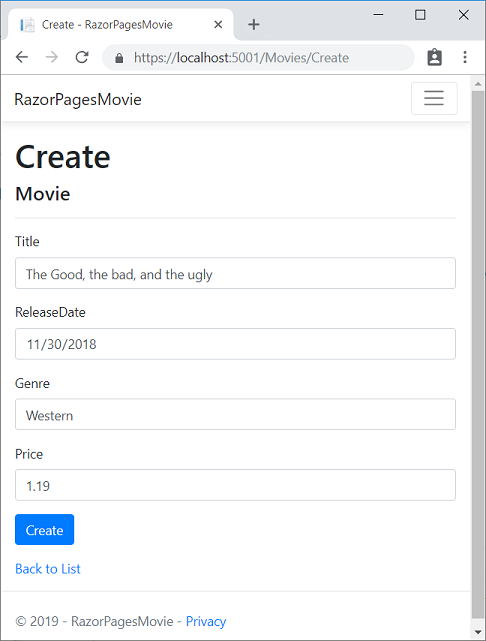 Create - RazorPagesMovie
https://localhost:5001/Movies/Create
RazorPagesMovie
Create
Movie
Title
The Good, the bad, and the ugly
ReleaseDate
11/30/2018
Genre
Western
Price
1.19
Create
Back to List
© 2019 - RazorPagesMovie - Privacy